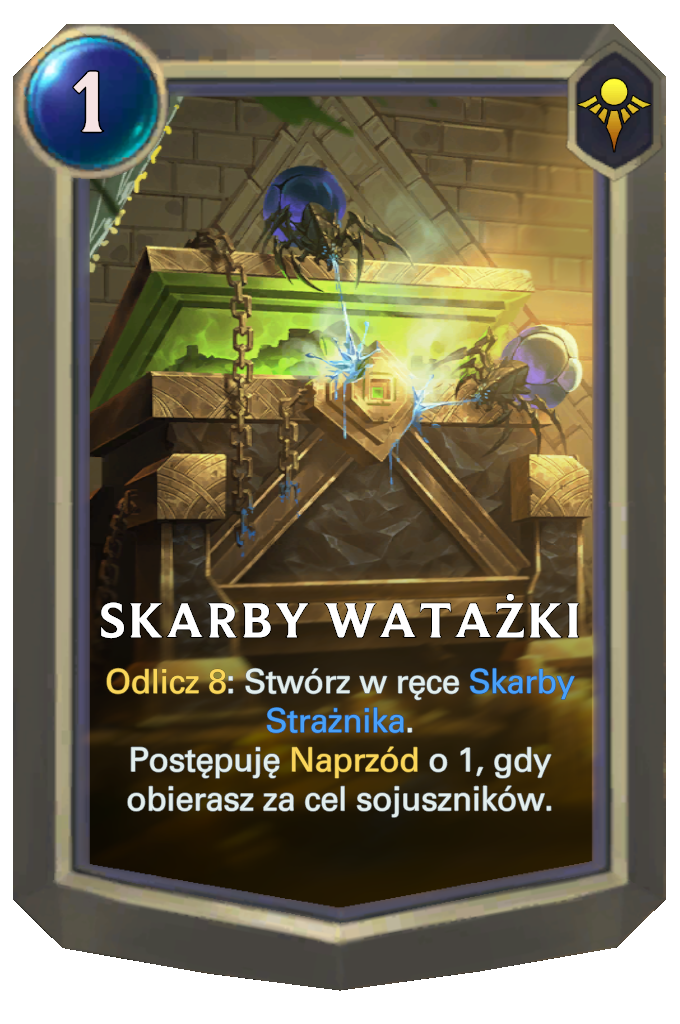 1
SKARBY WATAŻKI
Odlicz 8: Stwórz w ręce Skarby
Strażnika.
Postępuję Naprzód o 1, gdy
obierasz za cel sojuszników.